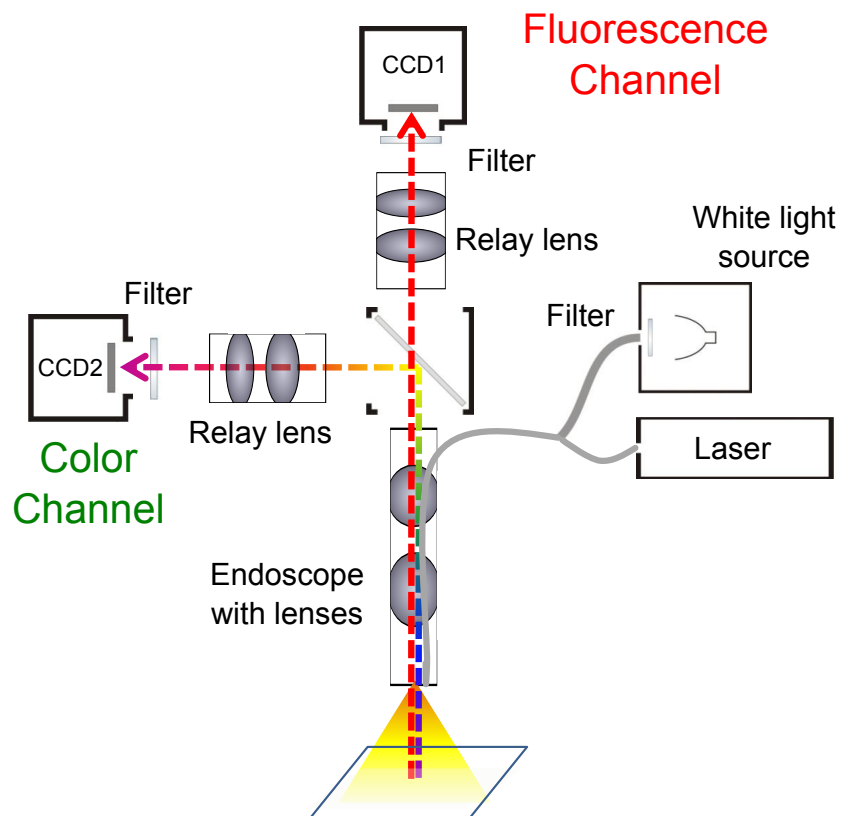 Fluorescence
Channel
CCD1
Filter
Relay lens
White light
source
Filter
Filter
CCD2
Relay lens
Laser
Color
Channel
Endoscope
with lenses